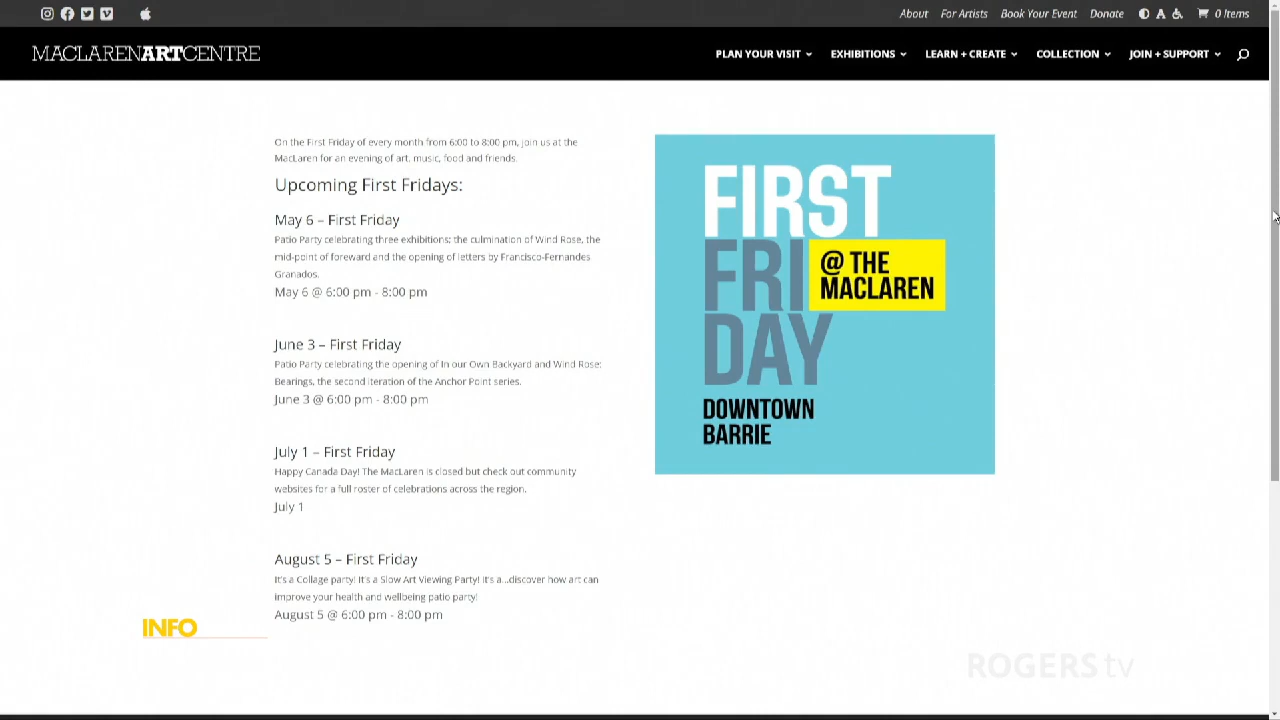 About For Artists Book Your Event Donate A 0 Items
MACLARENARTCENTRE
PLAN YOUR VISIT EXHIBITIONS LEARN + CREATE COLLECTION JOIN + SUPPORT
On the First Friday of every month from 6:00 to 8:00 pm, join us at the
MacLaren for an evening of art, music, food and friends.
Upcoming First Fridays:
May 6 – First Friday
Patio Party celebrating three exhibitions: the culmination of Wind Rose, the
mid-point of foreward and the opening of letters by Francisco-Fernandes
Granados.
May 6 @ 6:00 pm - 8:00 pm
June 3 – First Friday
Patio Party celebrating the opening of In our Own Backyard and Wind Rose:
Bearings, the second iteration of the Anchor Point series.
June 3 @ 6:00 pm - 8:00 pm
July 1 – First Friday
Happy Canada Day! The MacLaren is closed but check out community
websites for a full roster of celebrations across the region.
July 1
August 5 – First Friday
It's a Collage party! It's a Slow Art Viewing Party! It's a...discover how art can
improve your health and wellbeing patio party!
August 5 @ 6:00 pm - 8:00 pm
FIRST
FRI
DAY
@ THE
MACLAREN
DOWNTOWN
BARRIE
INFO
ROGERS tv